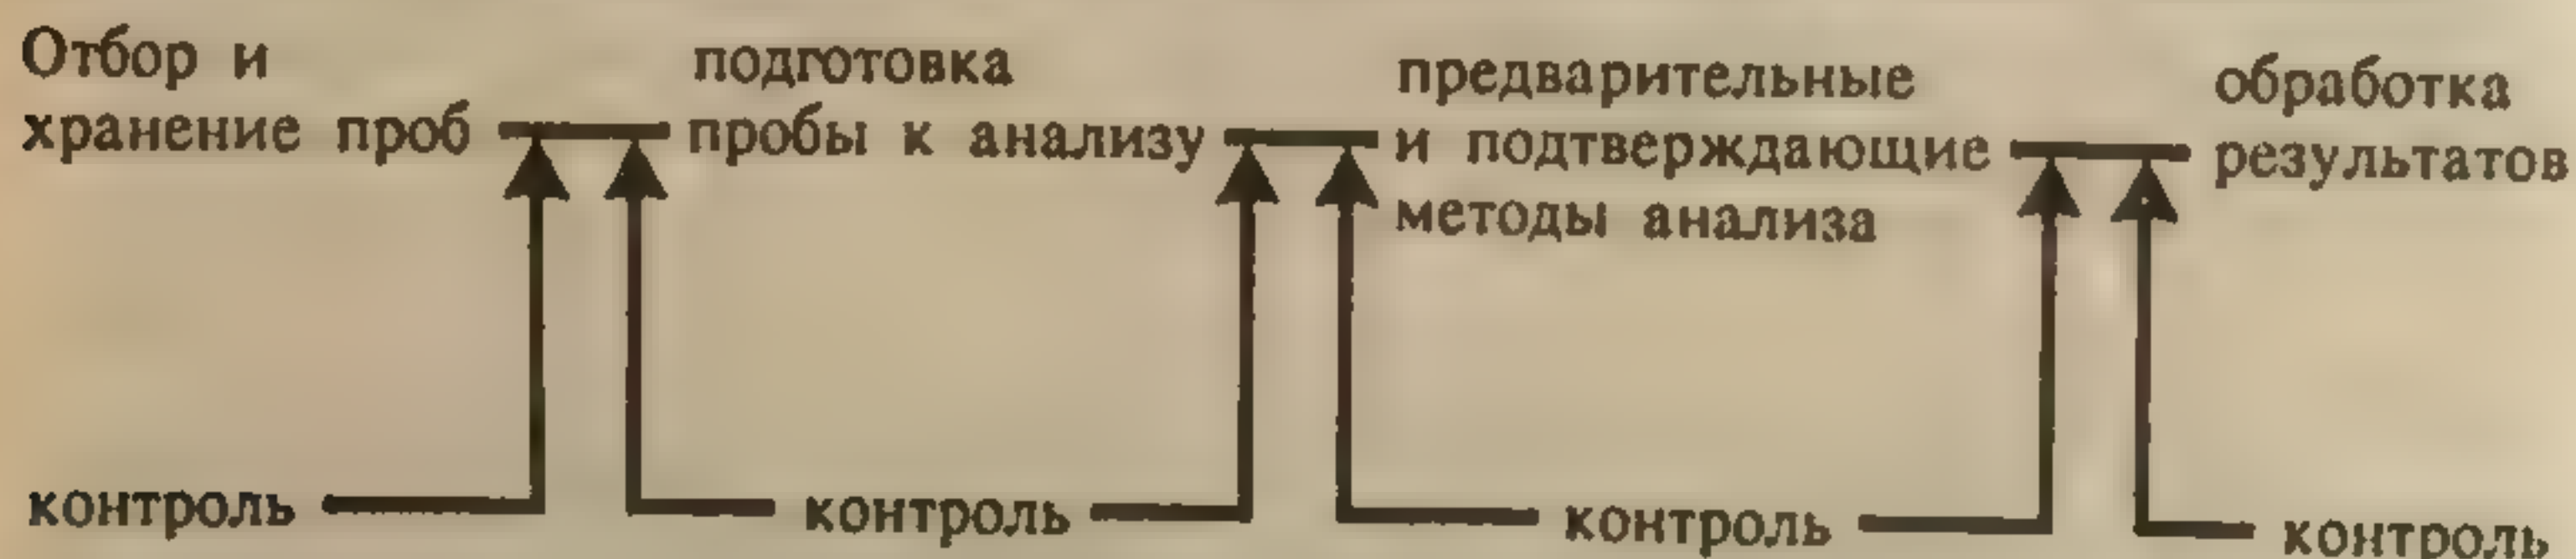 Отбор и
хранение проб
подготовка
пробы к анализу
предварительные
и подтверждающие
методы анализа
обработка
результатов
контроль
контроль
контроль
контроль